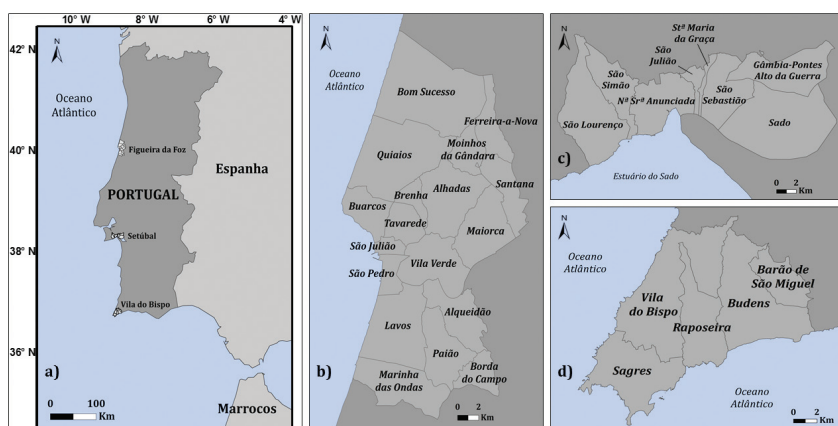 10° W
8° W
6° W
4° W
42° N
40° N
38° N
36° N
N
Oceano
Atlântico
Figueira da Foz
Espanha
PORTUGAL
Setúbal
Vila do Bispo
a)
0
100
Km
Marrocos
N
Oceano
Atlântico
Bom Sucesso
Ferreira-a-Nova
Quiaios
Moinhos
da Gândara
Santana
Alhadas
Brenha
Buarcos
Tavarede
Maiorca
São Julião
Vila Verde
São Pedro
Alqueidão
Lavos
Paião
Borda
do Campo
Marinha
das Ondas
b)
0
2
Km
N
Stª Maria
da Graça
São
Julião
Gâmbia-Pontes
Alto da Guerra
São
Simão
Nª Srª Anunciada
São
Sebastião
São Lourenço
Sado
Estuário do Sado
c)
0
2
Km
N
Oceano
Atlântico
Barão de
São Miguel
Vila
do Bispo
Budens
Raposeira
Sagres
d)
Oceano
Atlântico
0
2
Km